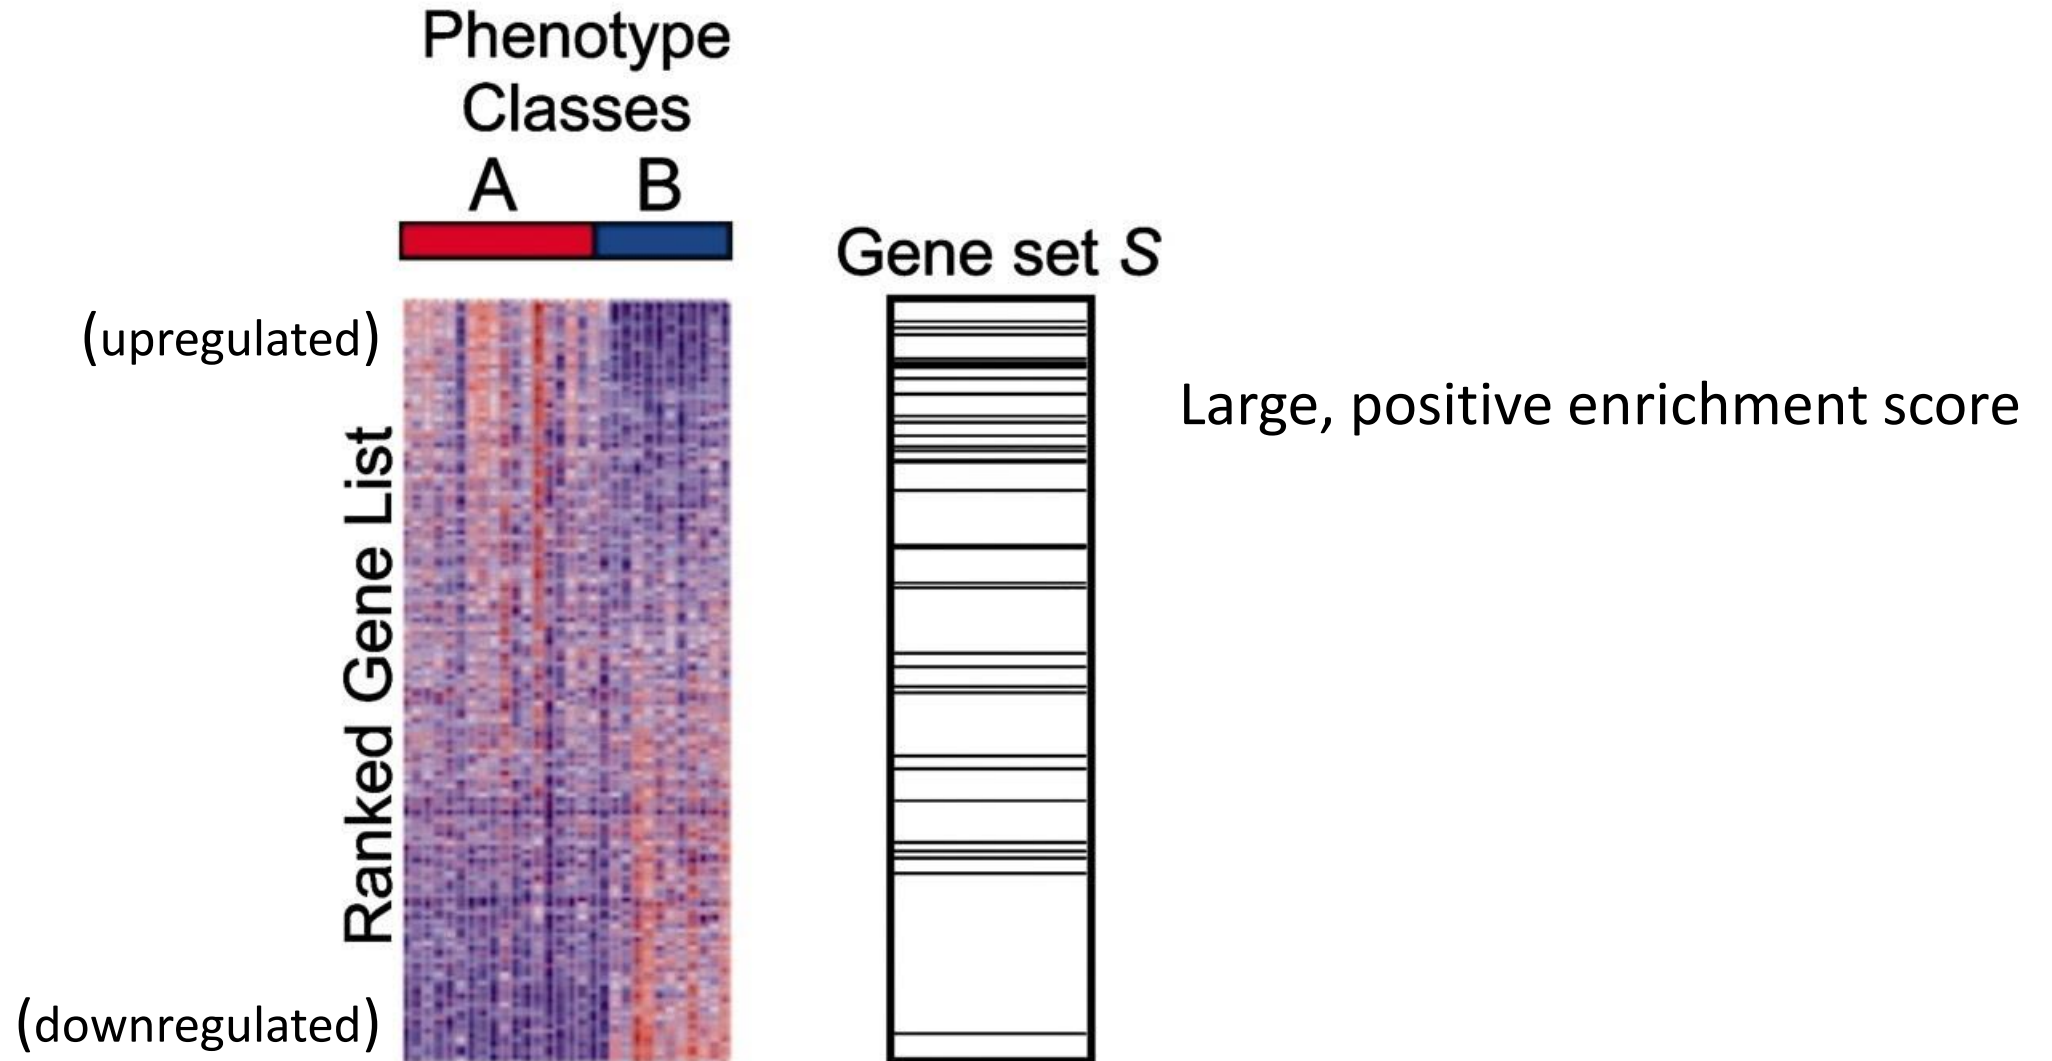 Phenotype
Classes
A B
Gene set S
(upregulated)
Large, positive enrichment score
Ranked Gene List
(downregulated)